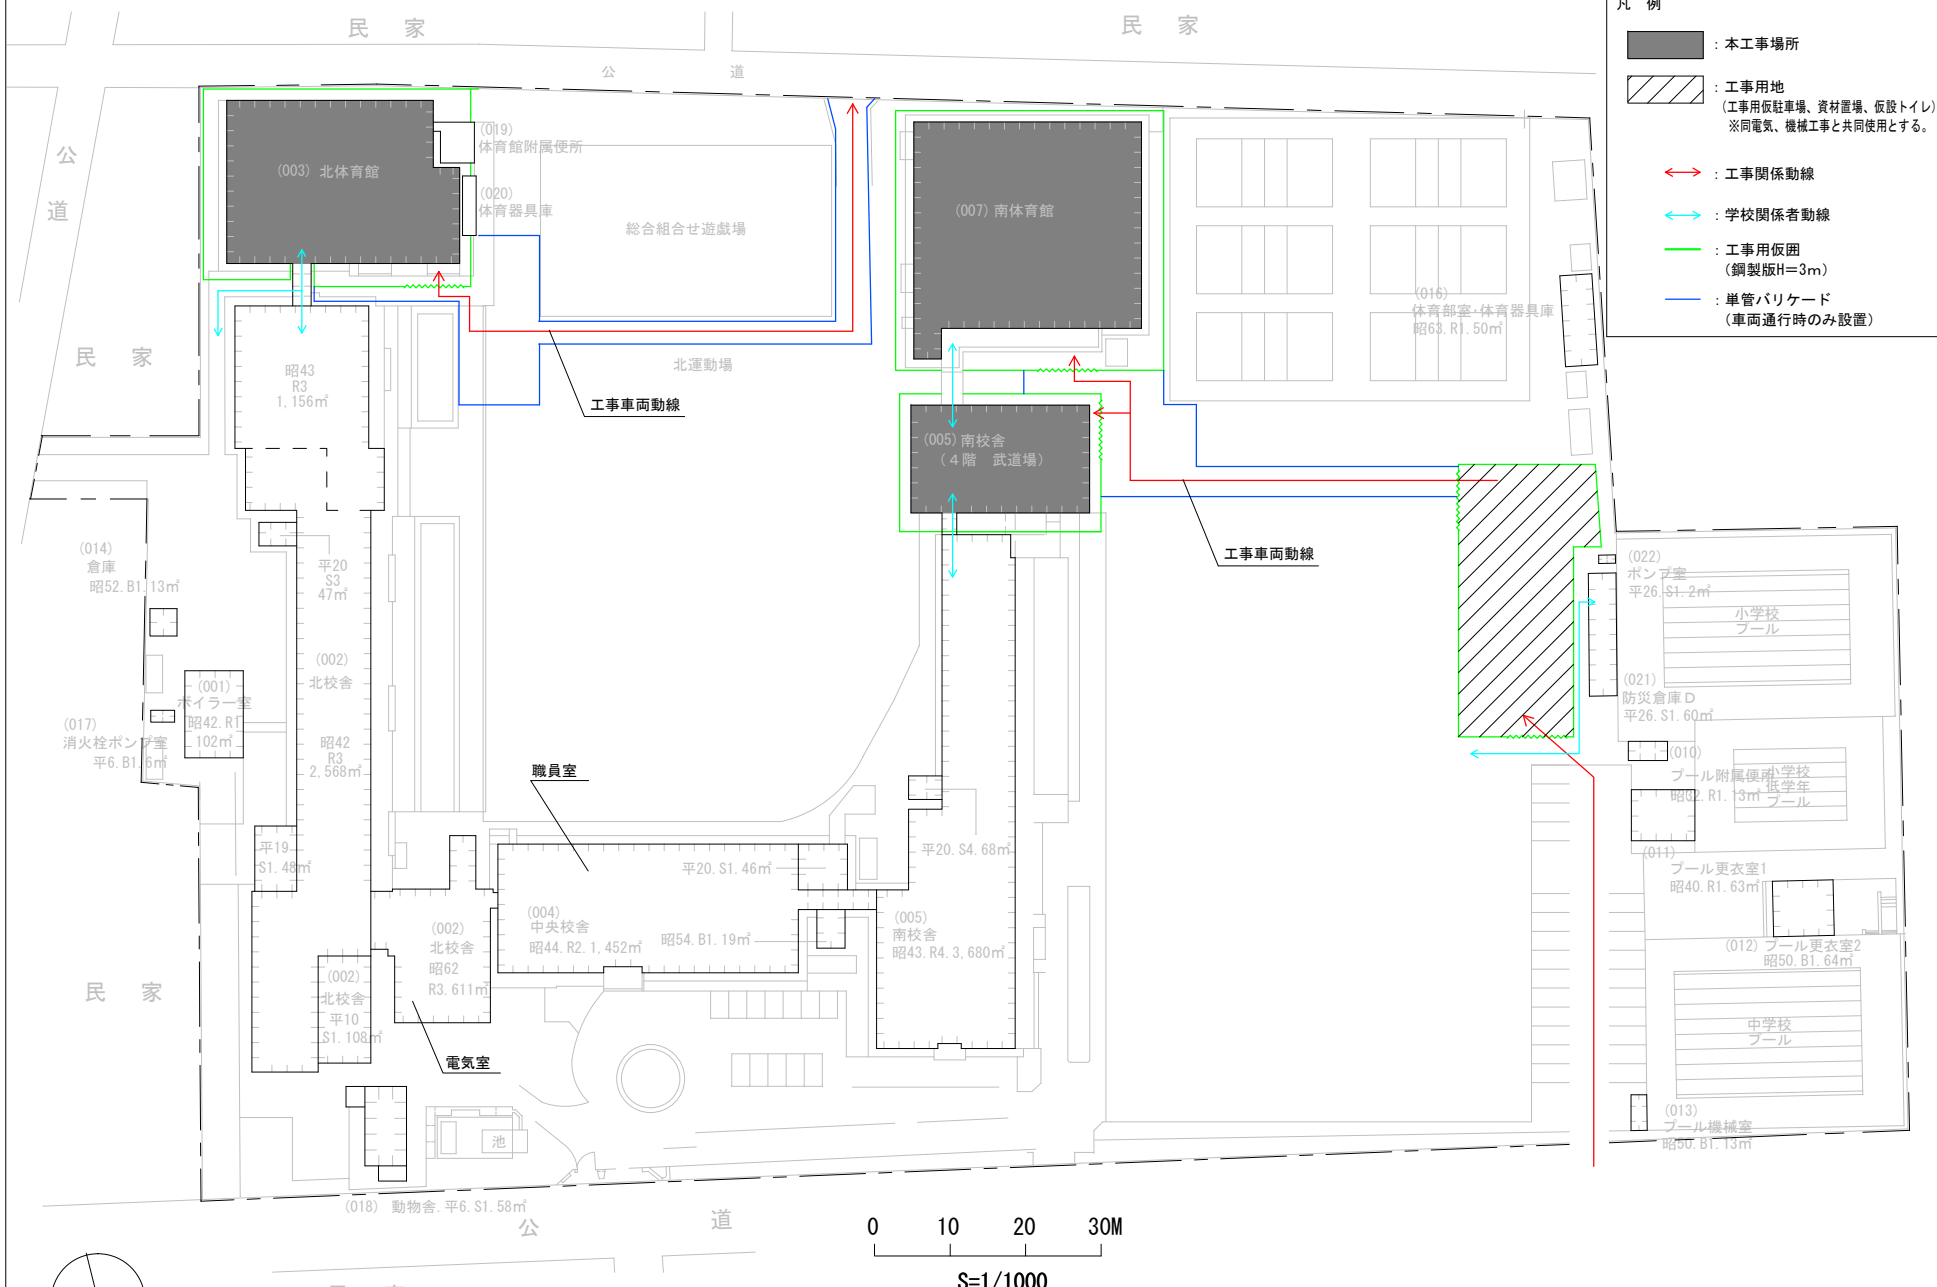 民 家
民 家
公 道
凡 例
：本工事場所
：工事用地
（工事用仮駐車場、資材置場、仮設トイレ）
※同電気、機械工事と共同使用とする。
：工事関係動線
：学校関係者動線
：工事用仮囲
（鋼製版H=3m）
：単管バリケード
（車両通行時のみ設置）
公
道
(003) 北体育館
(019)
体育館附属便所
(020)
体育器具庫
総合組合せ遊戯場
(007) 南体育館
(016)
体育部室・体育器具庫
昭63.R1.50㎡
民 家
昭43
R3
1,156㎡
北運動場
工事車両動線
(005) 南校舎
（4階 武道場）
工事車両動線
(014)
倉庫
昭52.B1.13㎡
平20
S3
47㎡
(022)
ポンプ室
平26.S1.2㎡
小学校
プール
(002)
北校舎
(001)
ボイラー室
昭42.R1
102㎡
(017)
消火栓ポンプ室
平6.B1.6㎡
昭42
R3
2,568㎡
(021)
防災倉庫D
平26.S1.60㎡
職員室
(010)
プール附属便所
昭32.R1.13㎡
小学校
低学年
プール
平19
S1.48㎡
平20.S1.46㎡
平20.S4.68㎡
(011)
プール更衣室1
昭40.R1.63㎡
(004)
中央校舎
昭44.R2.1,452㎡
昭54.B1.19㎡
(002)
北校舎
昭62
R3.611㎡
(005)
南校舎
昭43.R4.3,680㎡
(012) プール更衣室2
昭50.B1.64㎡
民 家
(002)
北校舎
平10
S1.108㎡
電気室
中学校
プール
池
(013)
プール機械室
昭50.B1.13㎡
(018) 動物舎.平6.S1.58㎡
公 道
0 10 20 30M
S=1/1000